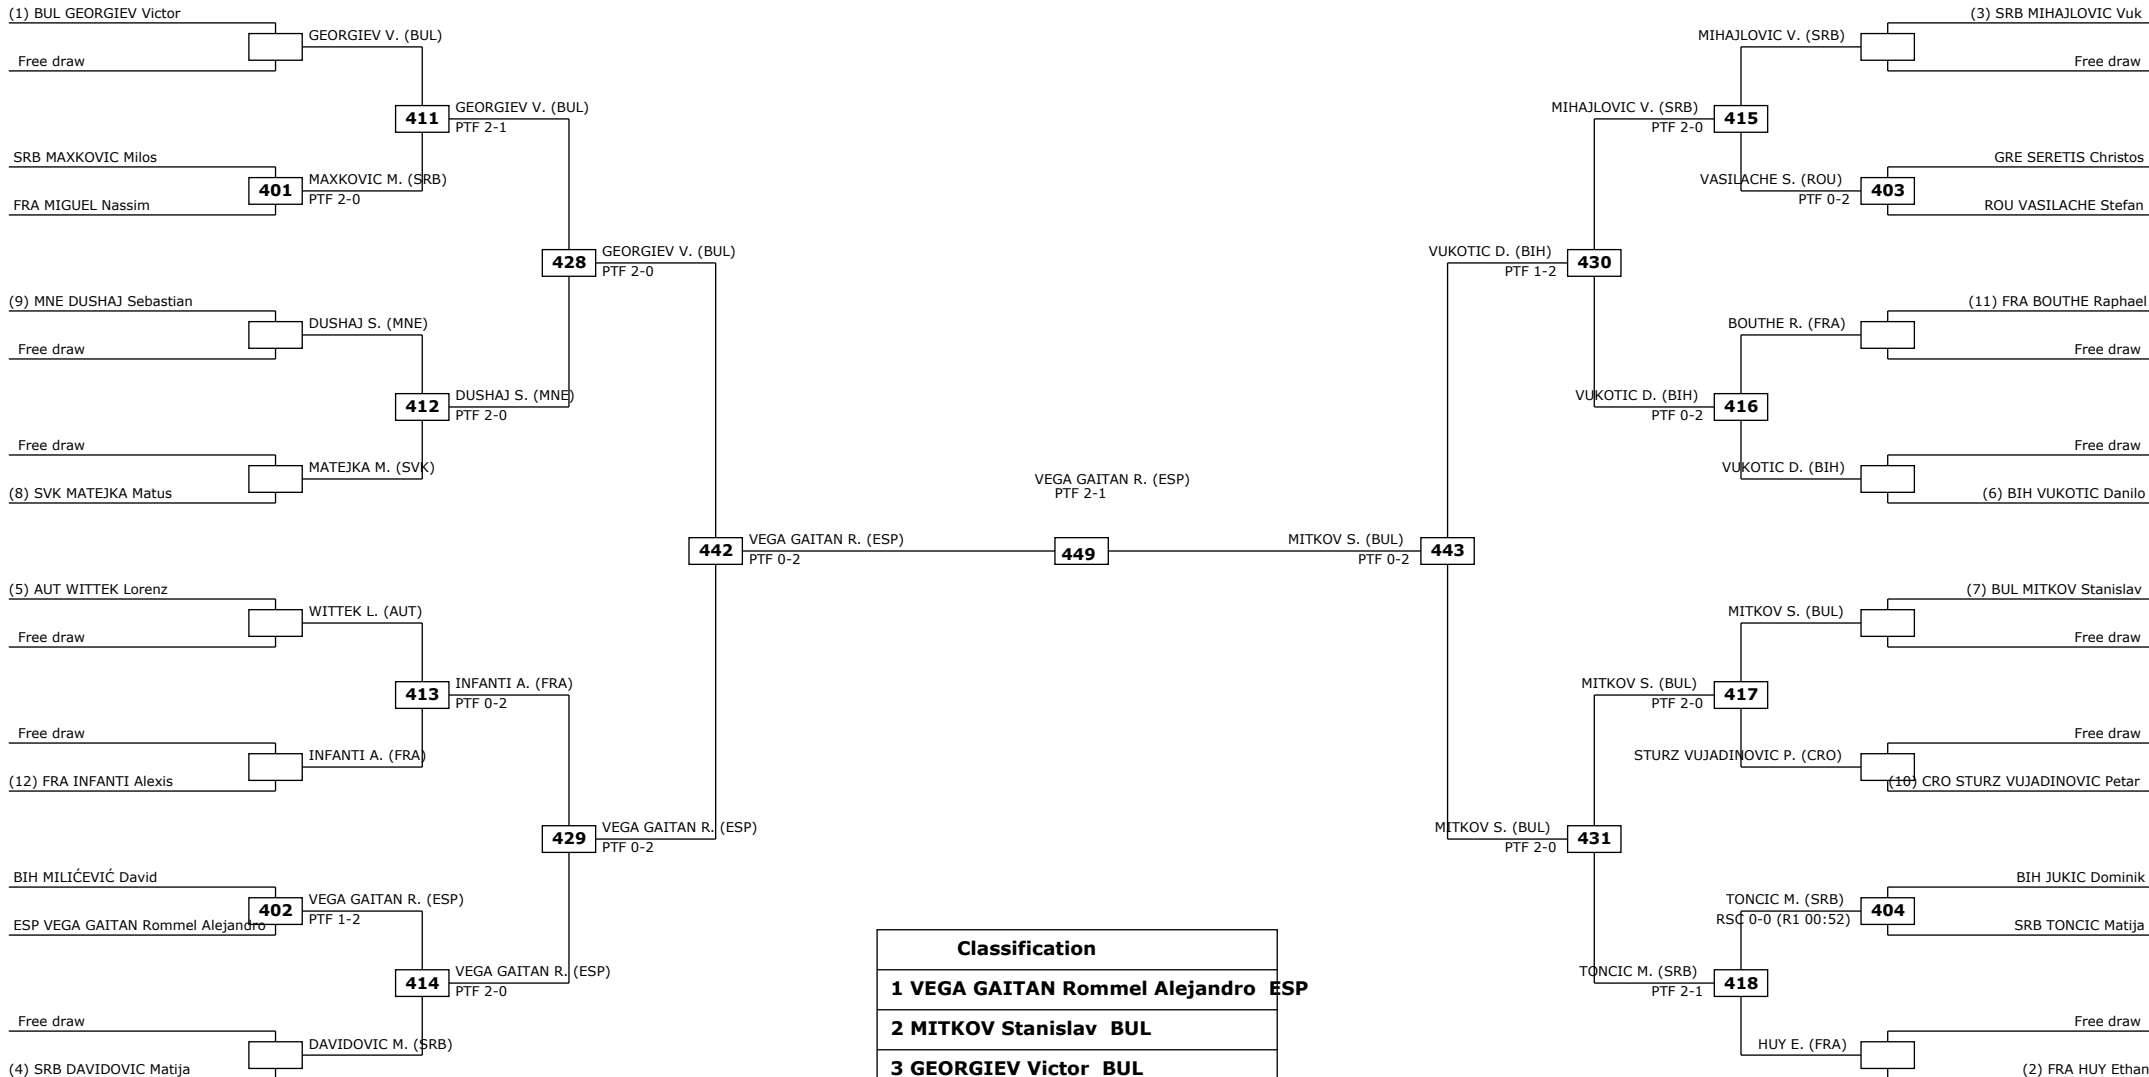 (1) BUL GEORGIEV Victor
GEORGIEV V. (BUL)
Free draw
411
GEORGIEV V. (BUL)
PTF 2-1
SRB MAXKOVIC Milos
401
MAXKOVIC M. (SRB)
PTF 2-0
FRA MIGUEL Nassim
428
GEORGIEV V. (BUL)
PTF 2-0
(9) MNE DUSHAJ Sebastian
DUSHAJ S. (MNE)
Free draw
412
DUSHAJ S. (MNE)
PTF 2-0
Free draw
MATEJKA M. (SVK)
(8) SVK MATEJKA Matus
442
VEGA GAITAN R. (ESP)
PTF 0-2
(5) AUT WITTEK Lorenz
WITTEK L. (AUT)
Free draw
413
INFANTI A. (FRA)
PTF 0-2
Free draw
INFANTI A. (FRA)
(12) FRA INFANTI Alexis
429
VEGA GAITAN R. (ESP)
PTF 0-2
BIH MILIĆEVIĆ David
402
VEGA GAITAN R. (ESP)
PTF 1-2
ESP VEGA GAITAN Rommel Alejandro
414
VEGA GAITAN R. (ESP)
PTF 2-0
Free draw
DAVIDOVIC M. (SRB)
(4) SRB DAVIDOVIC Matija
VEGA GAITAN R. (ESP)
PTF 2-1
449
(3) SRB MIHAJLOVIC Vuk
MIHAJLOVIC V. (SRB)
Free draw
MIHAJLOVIC V. (SRB)
PTF 2-0
415
GRE SERETIS Christos
VASILACHE S. (ROU)
PTF 0-2
403
ROU VASILACHE Stefan
VUKOTIC D. (BIH)
PTF 1-2
430
(11) FRA BOUTHE Raphael
BOUTHE R. (FRA)
Free draw
VUKOTIC D. (BIH)
PTF 0-2
416
Free draw
VUKOTIC D. (BIH)
(6) BIH VUKOTIC Danilo
MITKOV S. (BUL)
PTF 0-2
443
(7) BUL MITKOV Stanislav
MITKOV S. (BUL)
Free draw
MITKOV S. (BUL)
PTF 2-0
417
Free draw
STURZ VUJADINOVIC P. (CRO)
(10) CRO STURZ VUJADINOVIC Petar
MITKOV S. (BUL)
PTF 2-0
431
BIH JUKIC Dominik
TONCIC M. (SRB)
RSC 0-0 (R1 00:52)
404
SRB TONCIC Matija
TONCIC M. (SRB)
PTF 2-1
418
Free draw
HUY E. (FRA)
(2) FRA HUY Ethan
Classification
1 VEGA GAITAN Rommel Alejandro ESP
2 MITKOV Stanislav BUL
3 GEORGIEV Victor BUL